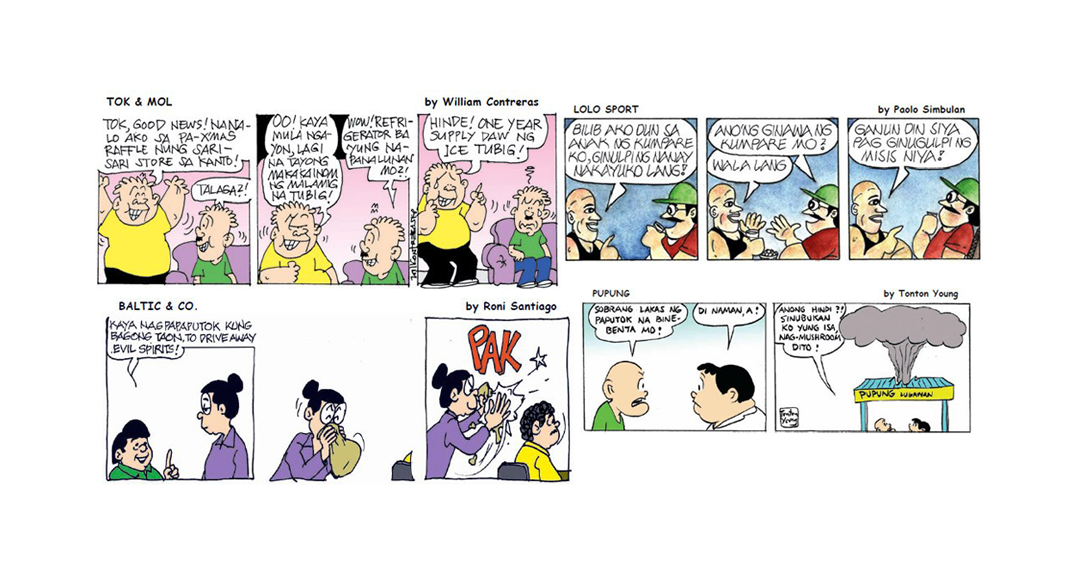 TOK & MOL
by William Contreras
TOK, GOOD NEWS! NANA-
LO AKO SA PA-XMAS
RAFFLE NUNG SARI-
SARI STORE SA KANTO!
TALAGA?!
OO! KAYA
MULA NGA-
YON, LAGI
NA TAYONG
MAKASAINOM
NG MALAMIG
NA TUBIG!
WOW! REFRI-
GERATOR BA
YUNG NA-
PANALUNAN
MO?!
HINDE! ONE YEAR
SUPPLY DAW NG
ICE TUBIG!
LOLO SPORT
by Paolo Simbulan
BILIB AKO DUN SA
ANAK NG KUMPARE
KO, GINULPI NG NANAY
NAKAYUKO LANG!
ANO'NG GINAWA NG
KUMPARE MO?
WALA LANG
GANUN DIN SIYA
PAG GINUGULPI NG
MISIS NIYA!
BALTIC & CO.
by Roni Santiago
KAYA NAGPAPAPUTOK KUNG
BAGONG TAON, TO DRIVE AWAY
EVIL SPIRITS!
PAK
PUPUNG
by Tonton Young
SOBRANG LAKAS NG
PAPUTOK NA BINE-
BENTA MO!
DI NAMAN, A!
ANONG HINDI?!
SINUBUKAN
KO YUNG ISA,
NAG-MUSHROOM
DITO!
PUPUNG LUGAWAN